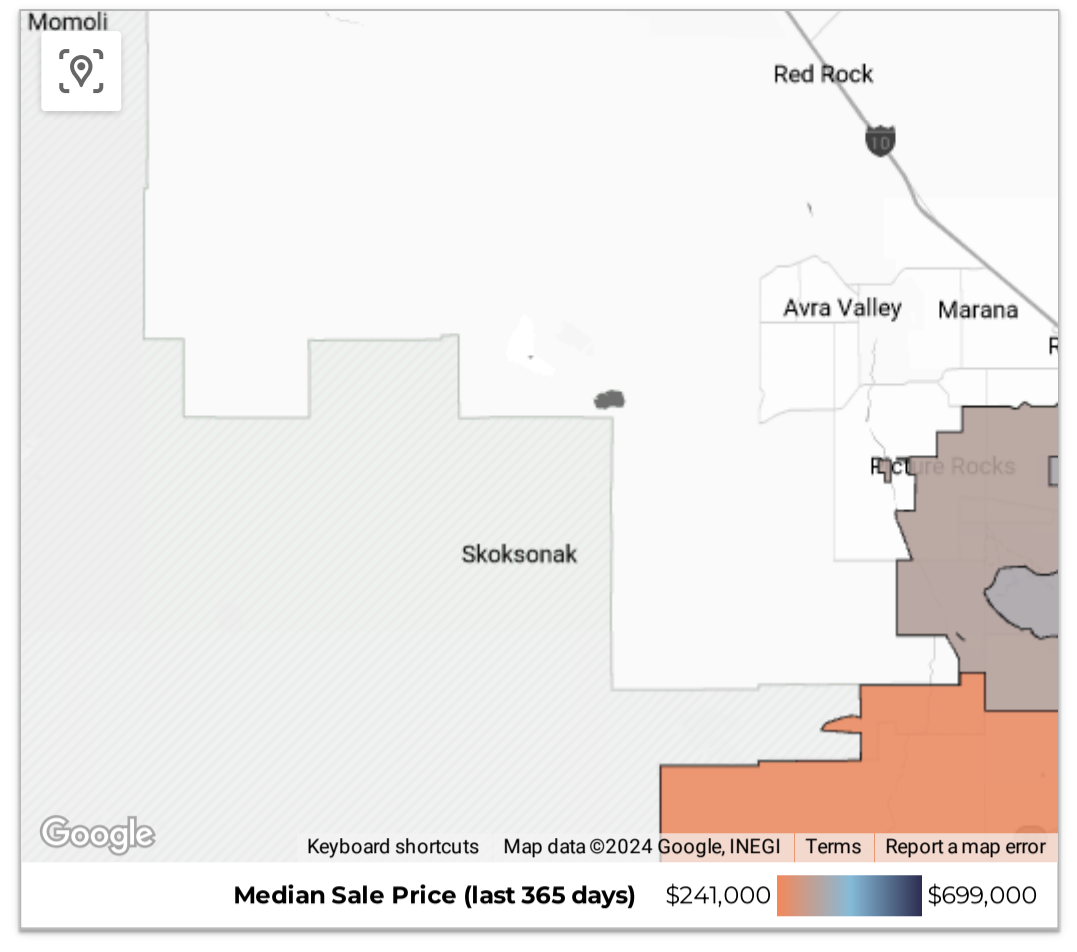 Momoli
Red Rock
10
Avra Valley
Marana
R
Picture Rocks
Skoksonak
Google
Keyboard shortcuts
Map data ©2024 Google, INEGI
Terms
Report a map error
Median Sale Price (last 365 days)
$241,000
$699,000